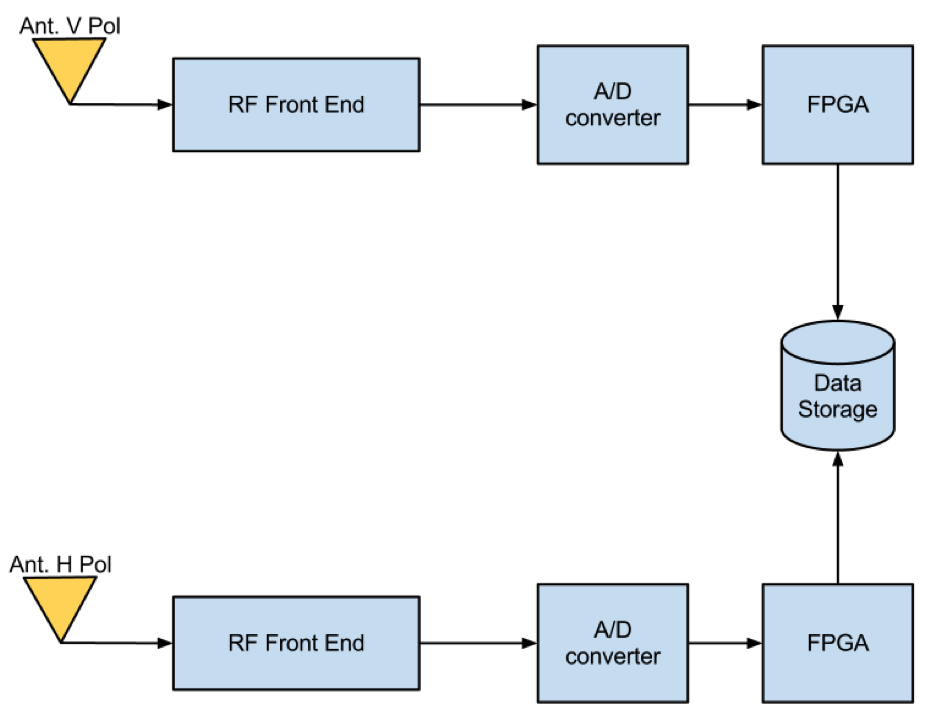 Ant. V Pol
RF Front End
A/D
converter
FPGA
Data
Storage
Ant. H Pol
RF Front End
A/D
converter
FPGA